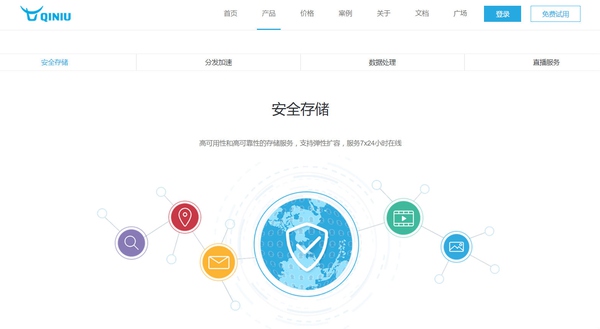 QINIU 首页 产品 价格 案例 关于 文档 广场 登录 免费试用
安全存储 分发加速 数据处理 直播服务
安全存储
高可用性和高可靠性的存储服务，支持弹性扩容，服务7x24小时在线